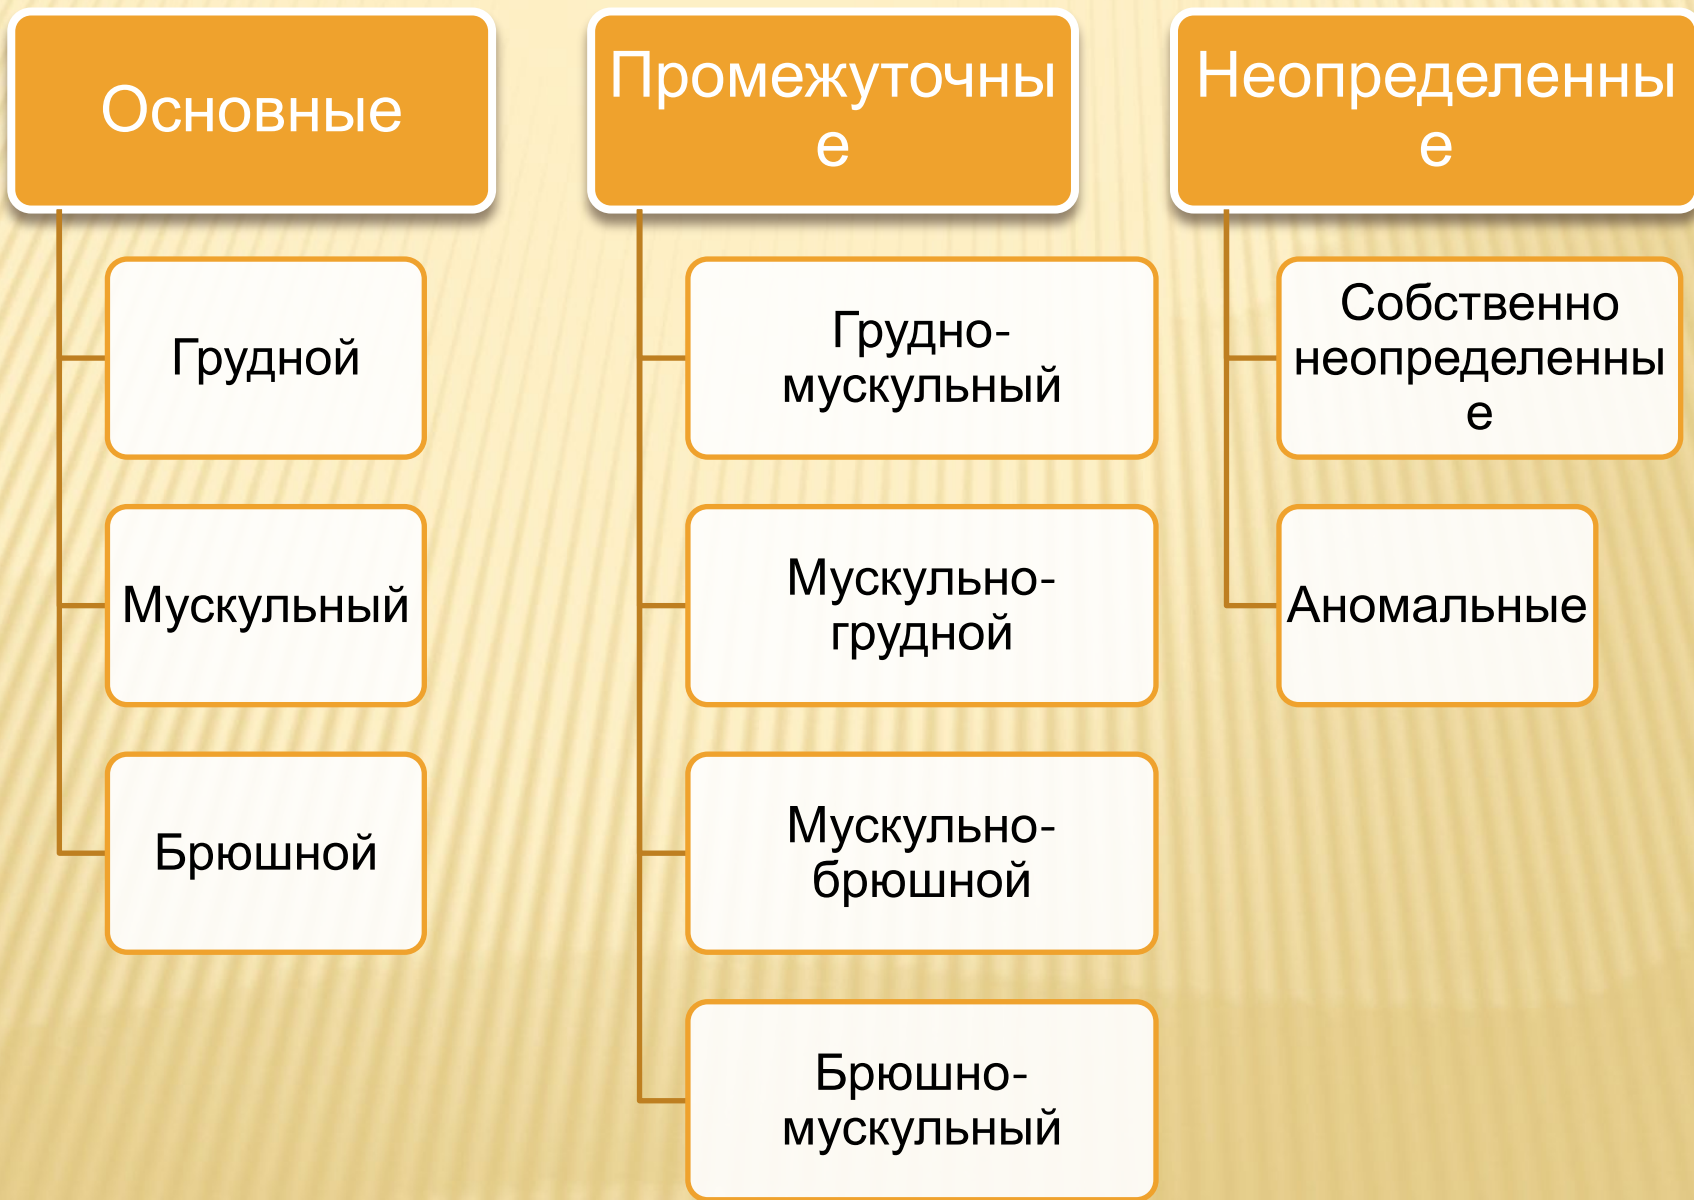 Основные
Грудной
Мускульный
Брюшной
Промежуточны
е
Грудно-
мускульный
Мускульно-
грудной
Мускульно-
брюшной
Брюшно-
мускульный
Неопределенны
е
Собственно
неопределенны
е
Аномальные